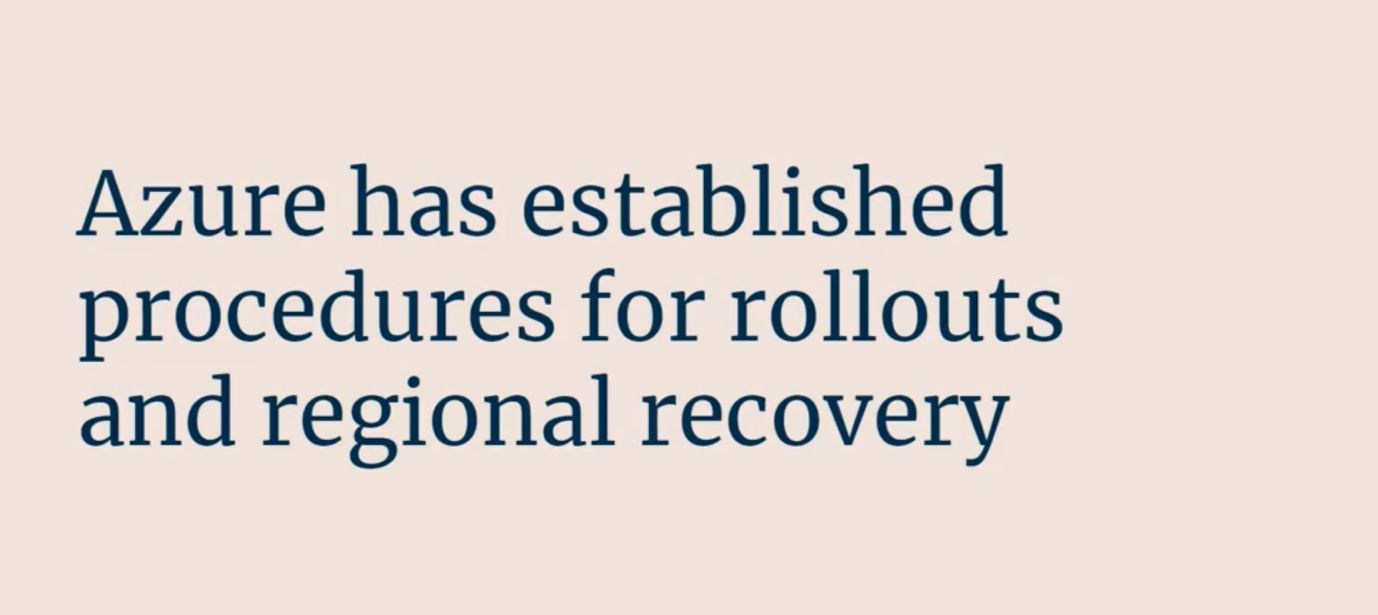 Azure has established
procedures for rollouts
and regional recovery